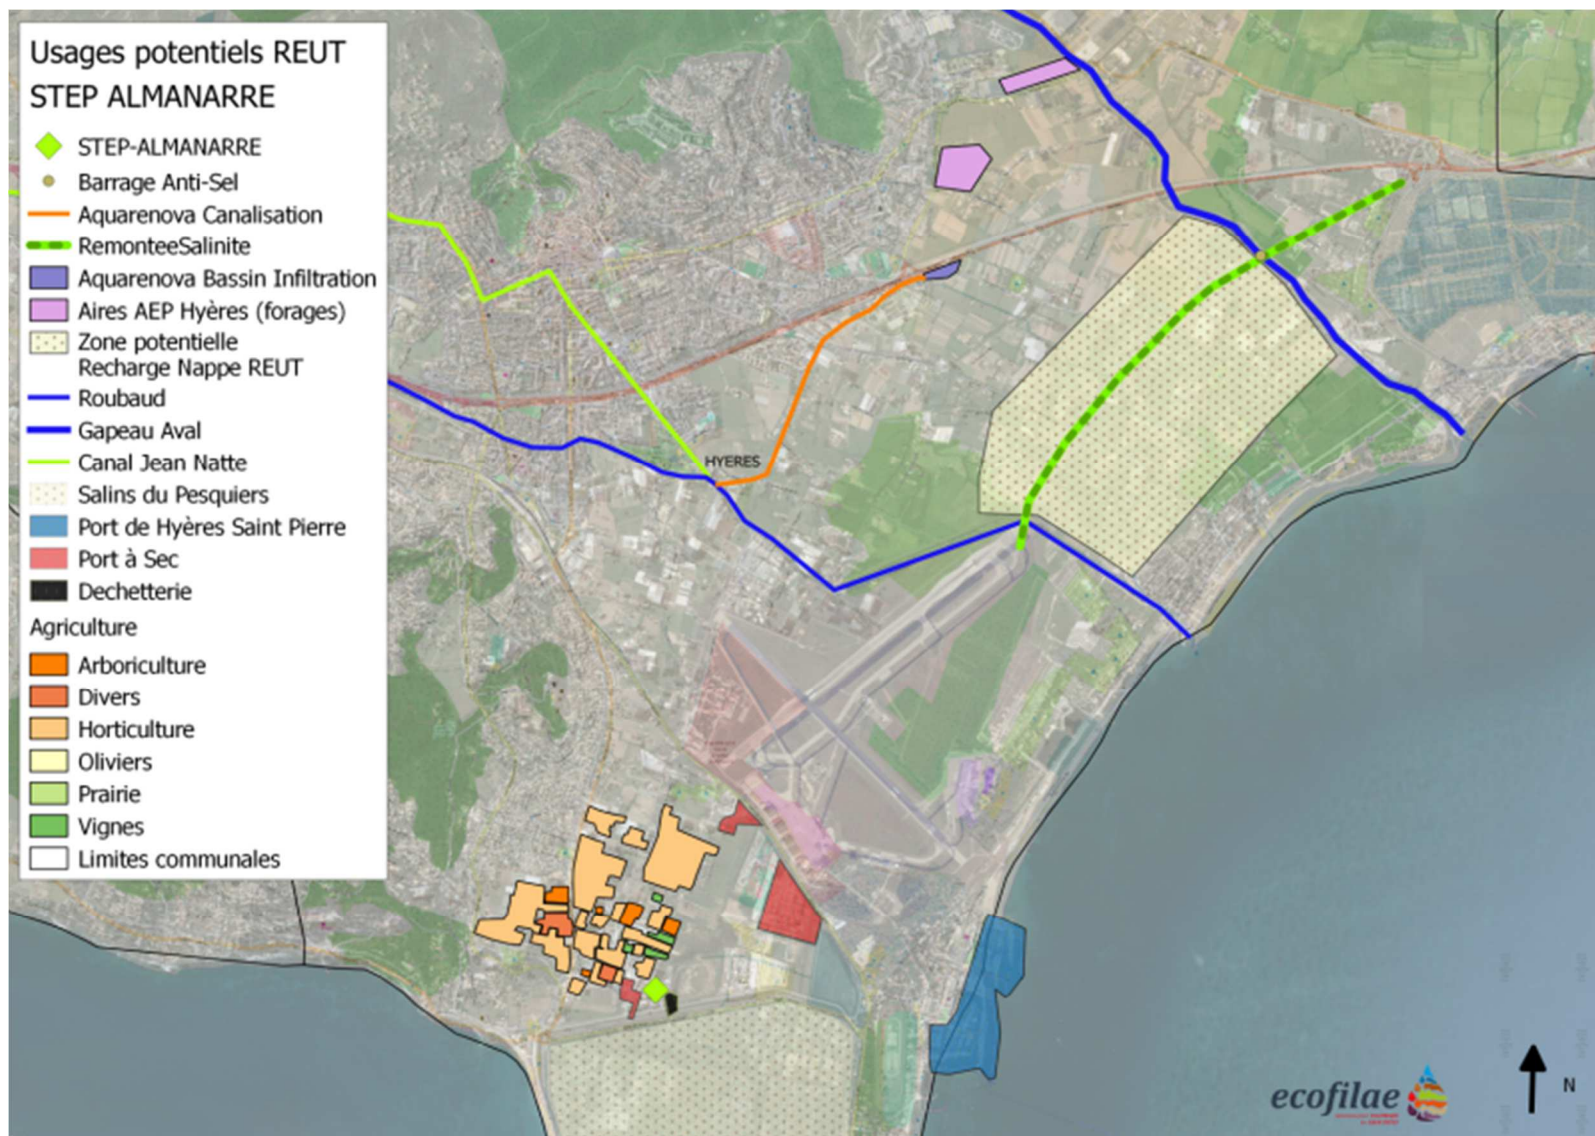 Usages potentiels REUT
STEP ALMANARRE
STEP-ALMANARRE
Barrage Anti-Sel
Aquarenova Canalisation
RemonteeSalinite
Aquarenova Bassin Infiltration
Aires AEP Hyères (forages)
Zone potentielle
Recharge Nappe REUT
Roubaud
Gapeau Aval
Canal Jean Natte
Salins du Pesquiers
Port de Hyères Saint Pierre
Port à Sec
Dechetterie
Agriculture
Arboriculture
Divers
Horticulture
Oliviers
Prairie
Vignes
Limites communales
HYERES
ecofilae
N